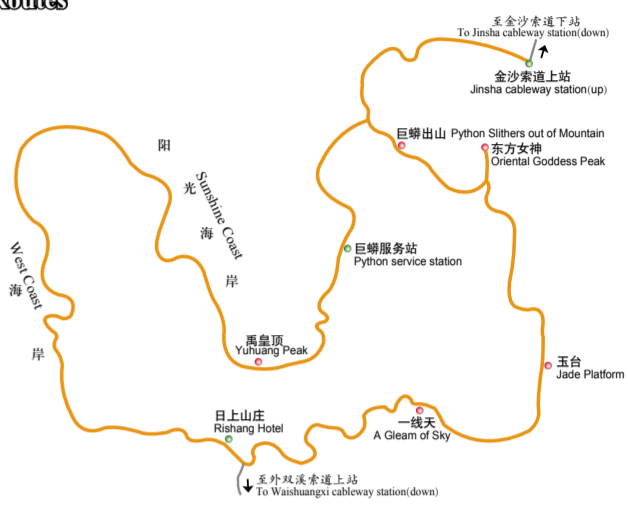 Routes
至金沙索道下站
To Jinsha cableway station(down)
金沙索道上站
Jinsha cableway station(up)
巨蟒出山 Python Slithers out of Mountain
东方女神
Oriental Goddess Peak
阳光海岸
Sunshine Coast
巨蟒服务站
Python service station
West Coast
海岸
禹皇顶
Yuhuang Peak
玉台
Jade Platform
日上山庄
Rishang Hotel
一线天
A Gleam of Sky
至外双溪索道上站
To Waishuangxi cableway station(down)